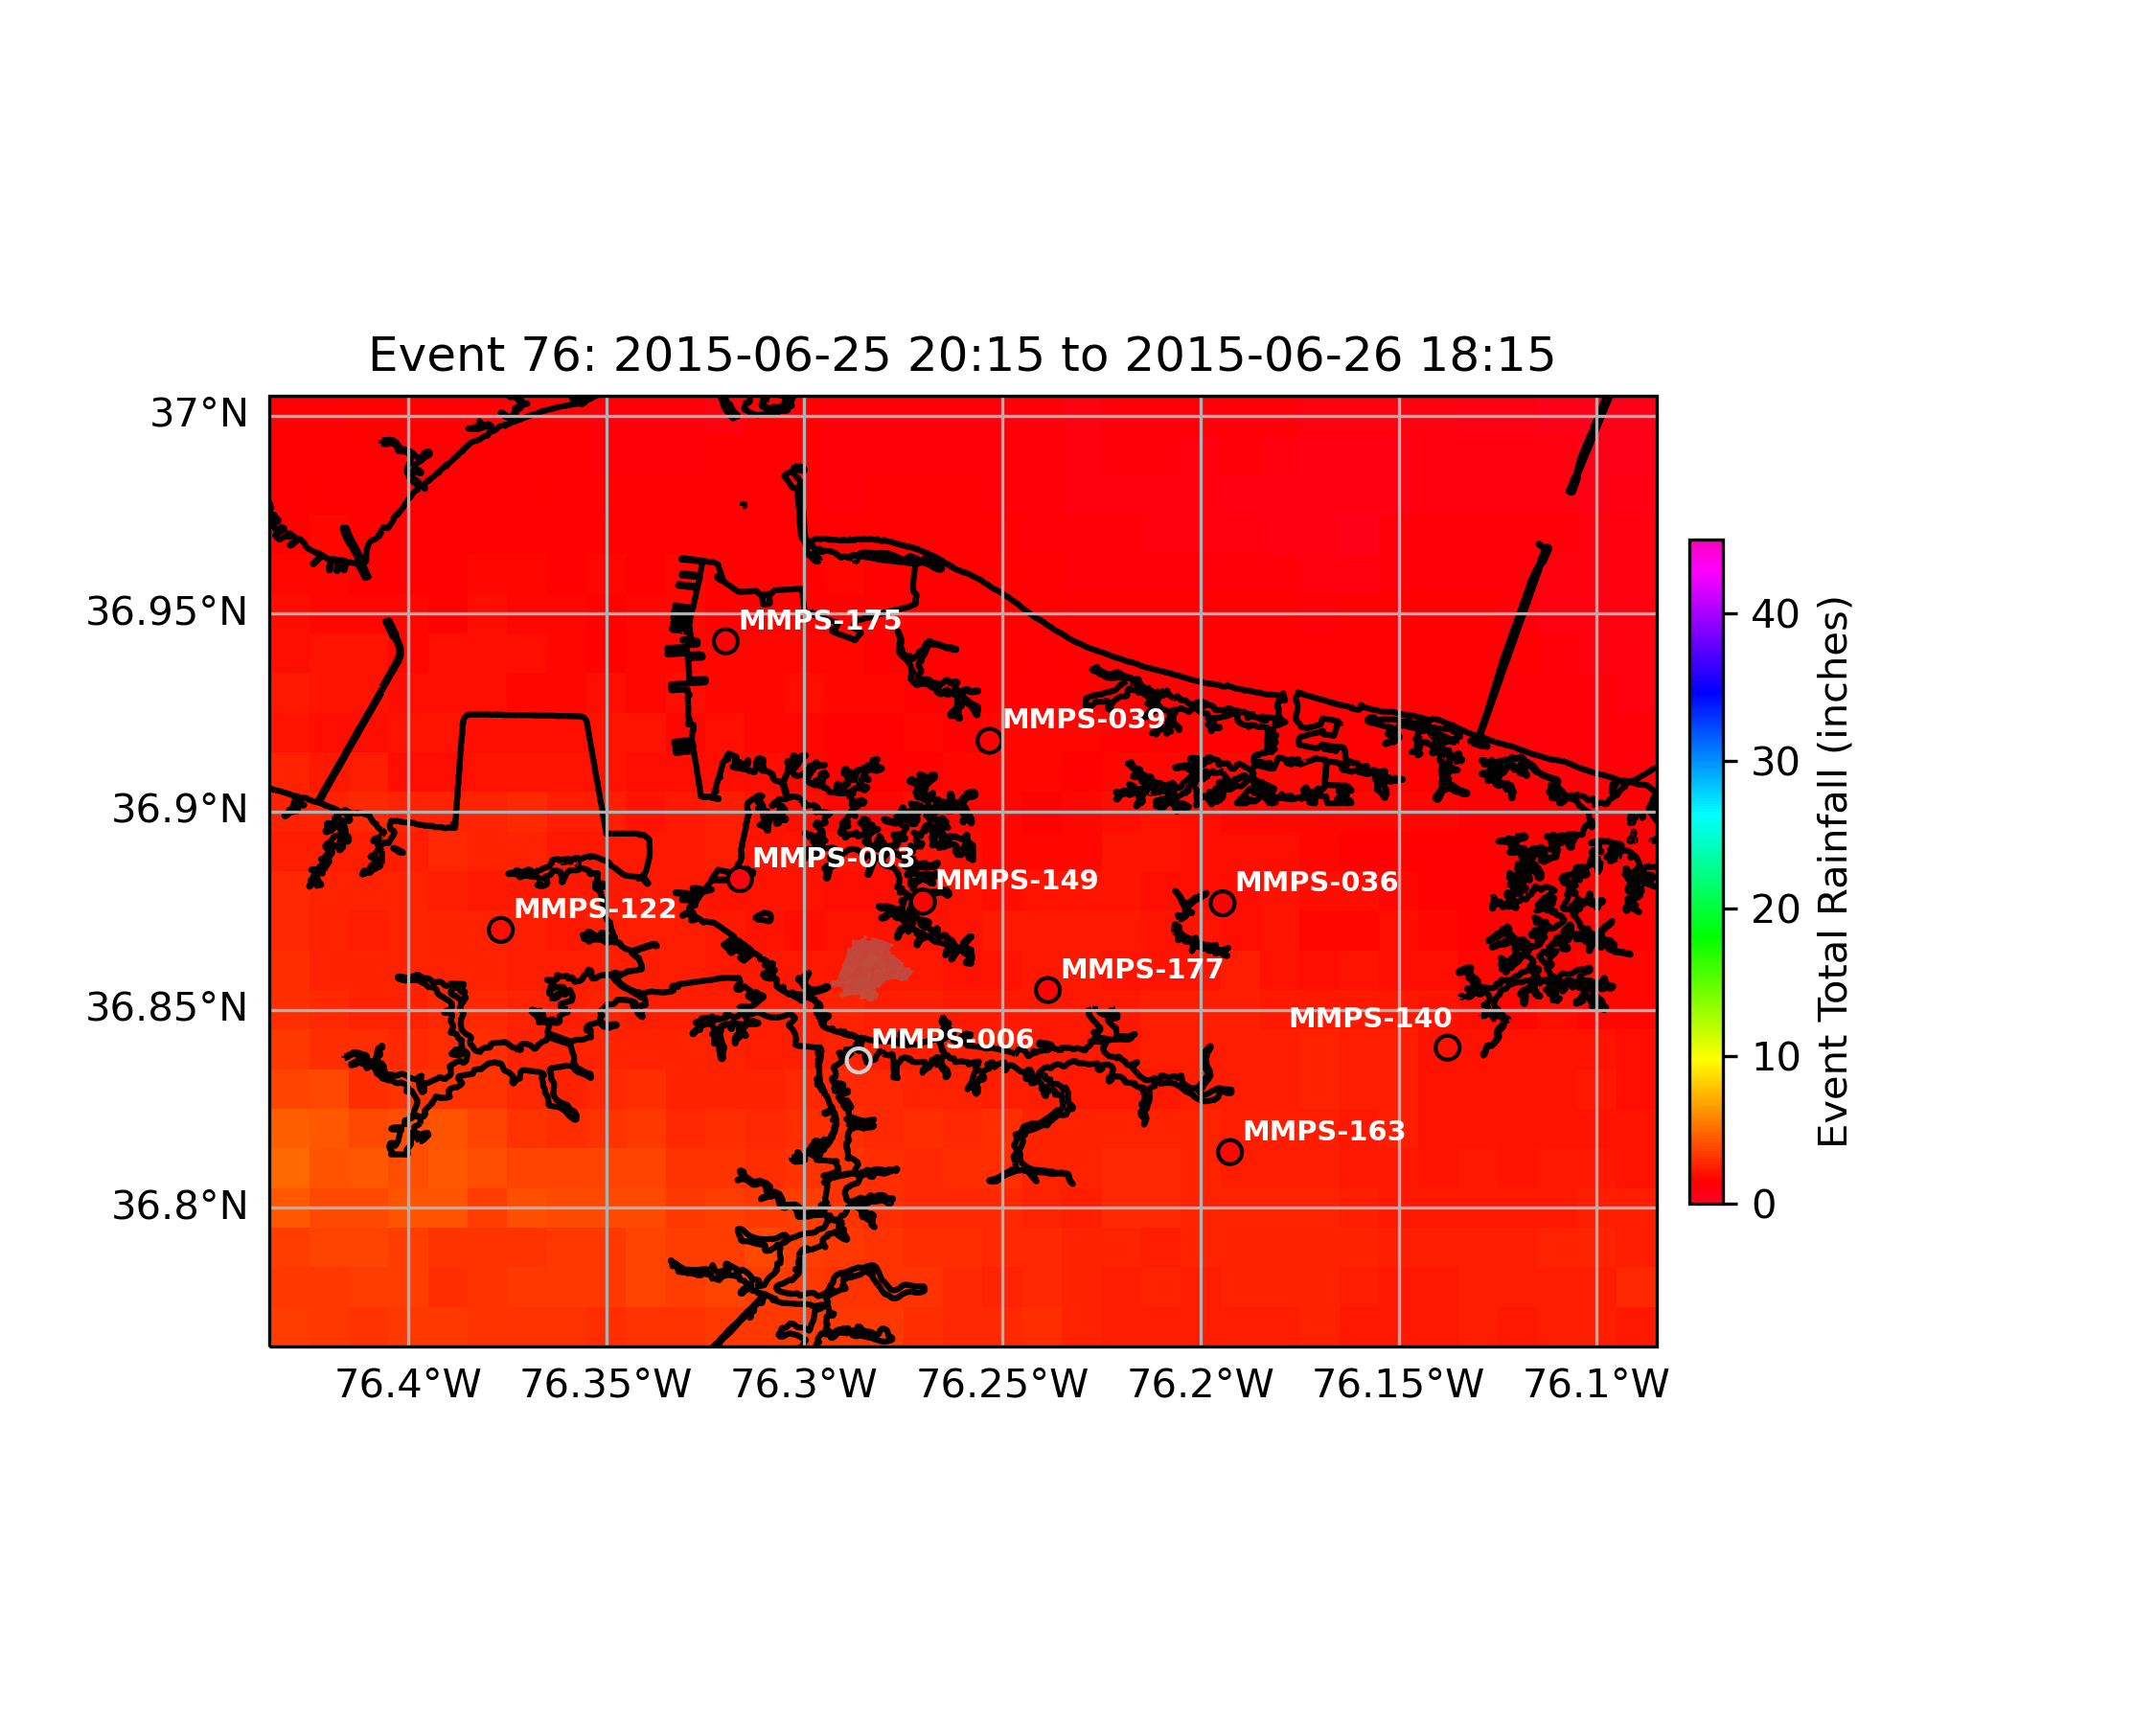 Event 76: 2015-06-25 20:15 to 2015-06-26 18:15
37°N
36.95°N
36.9°N
36.85°N
36.8°N
MMPS-175
MMPS-039
MMPS-003
MMPS-149
MMPS-036
MMPS-122
MMPS-177
MMPS-140
MMPS-006
MMPS-163
76.4°W 76.35°W 76.3°W 76.25°W 76.2°W 76.15°W 76.1°W
40
30
20
10
0
Event Total Rainfall (inches)